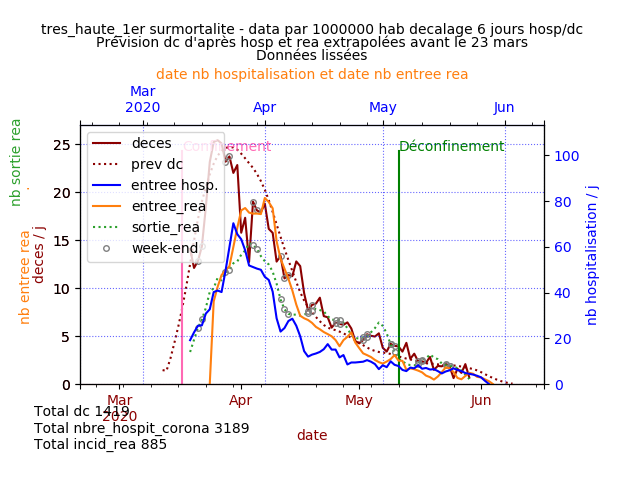 tres_haute_1er surmortalite - data par 1000000 hab decalage 6 jours hosp/dc
Prévision dc d'après hosp et rea extrapolées avant le 23 mars
Données lissées
date nb hospitalisation et date nb entree rea
Mar
2020
Apr
May
Jun
nb sortie rea
nb entree rea
deces / j
nb hospitalisation / j
25
20
15
10
5
0
100
80
60
40
20
0
Confinement
Déconfinement
deces
prev dc
entree hosp.
entree_rea
sortie_rea
week-end
Mar
2020
Apr
May
Jun
date
Total dc 1419
Total nbre_hospit_corona 3189
Total incid_rea 885